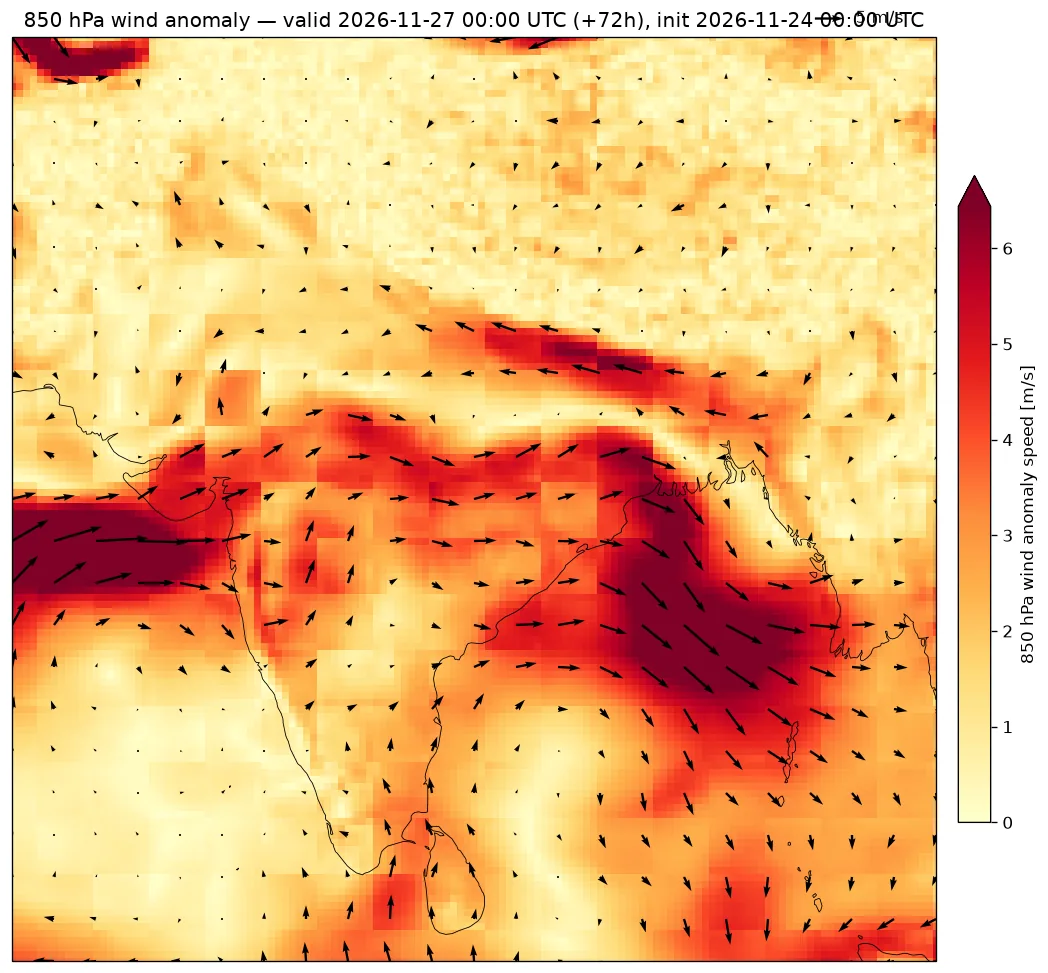 850 hPa wind anomaly — valid 2026-11-27 00:00 UTC (+72h), init 2026-11-24 00:00 UTC
5 m/s
6
5
4
3
2
1
0
850 hPa wind anomaly speed [m/s]